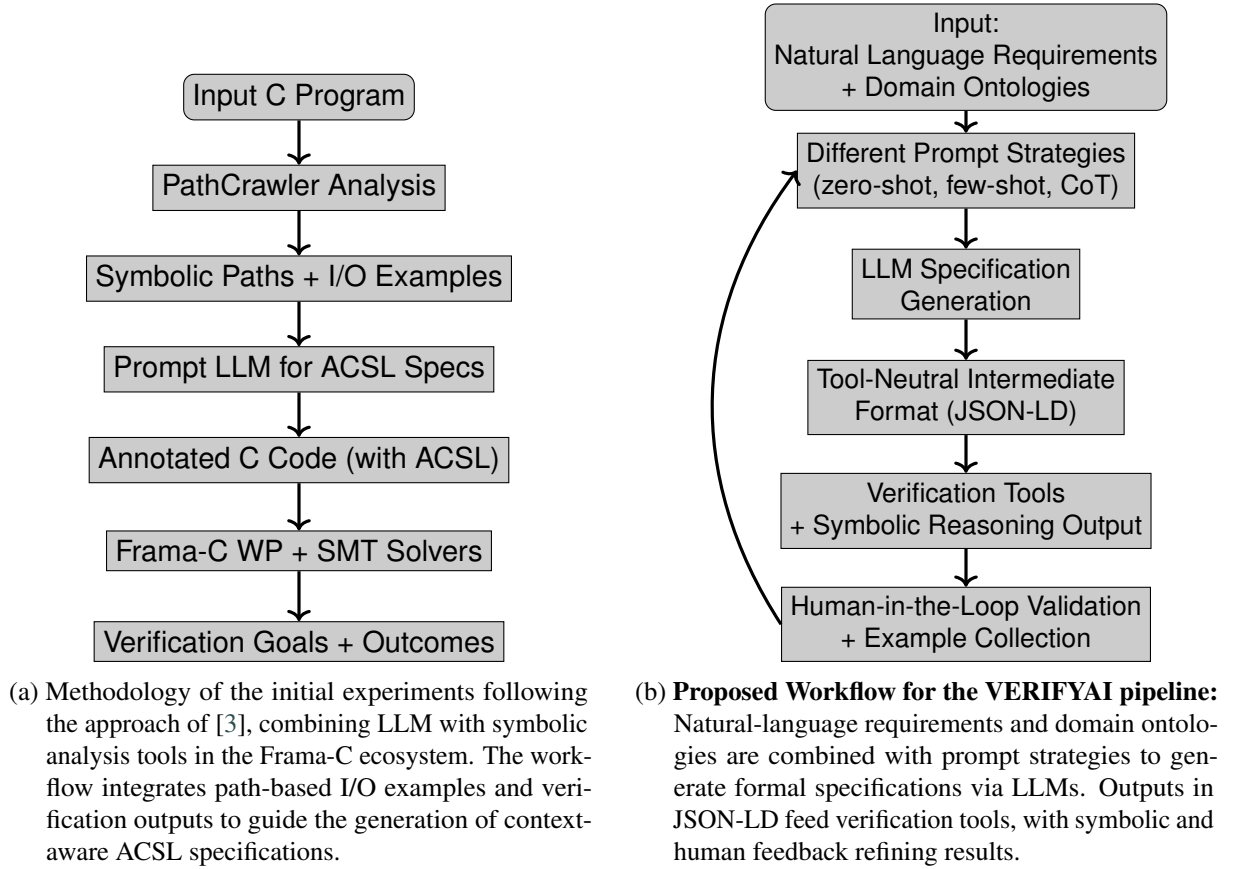 Input C Program
PathCrawler Analysis
Symbolic Paths + I/O Examples
Prompt LLM for ACSL Specs
Annotated C Code (with ACSL)
Frama-C WP + SMT Solvers
Verification Goals + Outcomes
(a) Methodology of the initial experiments following
the approach of [3], combining LLM with symbolic
analysis tools in the Frama-C ecosystem. The work-
flow integrates path-based I/O examples and veri-
fication outputs to guide the generation of context-
aware ACSL specifications.
Input:
Natural Language Requirements
+ Domain Ontologies
Different Prompt Strategies
(zero-shot, few-shot, CoT)
LLM Specification
Generation
Tool-Neutral Intermediate
Format (JSON-LD)
Verification Tools
+ Symbolic Reasoning Output
Human-in-the-Loop Validation
+ Example Collection
(b) Proposed Workflow for the VERIFYAI pipeline:
Natural-language requirements and domain ontolo-
gies are combined with prompt strategies to gen-
erate formal specifications via LLMs. Outputs in
JSON-LD feed verification tools, with symbolic and
human feedback refining results.